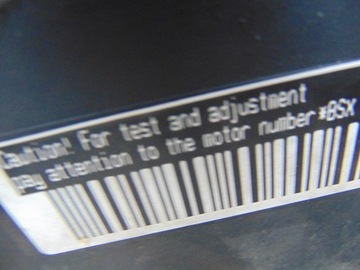 Caution! For test and adjustment
pay attention to the motor number *BSX